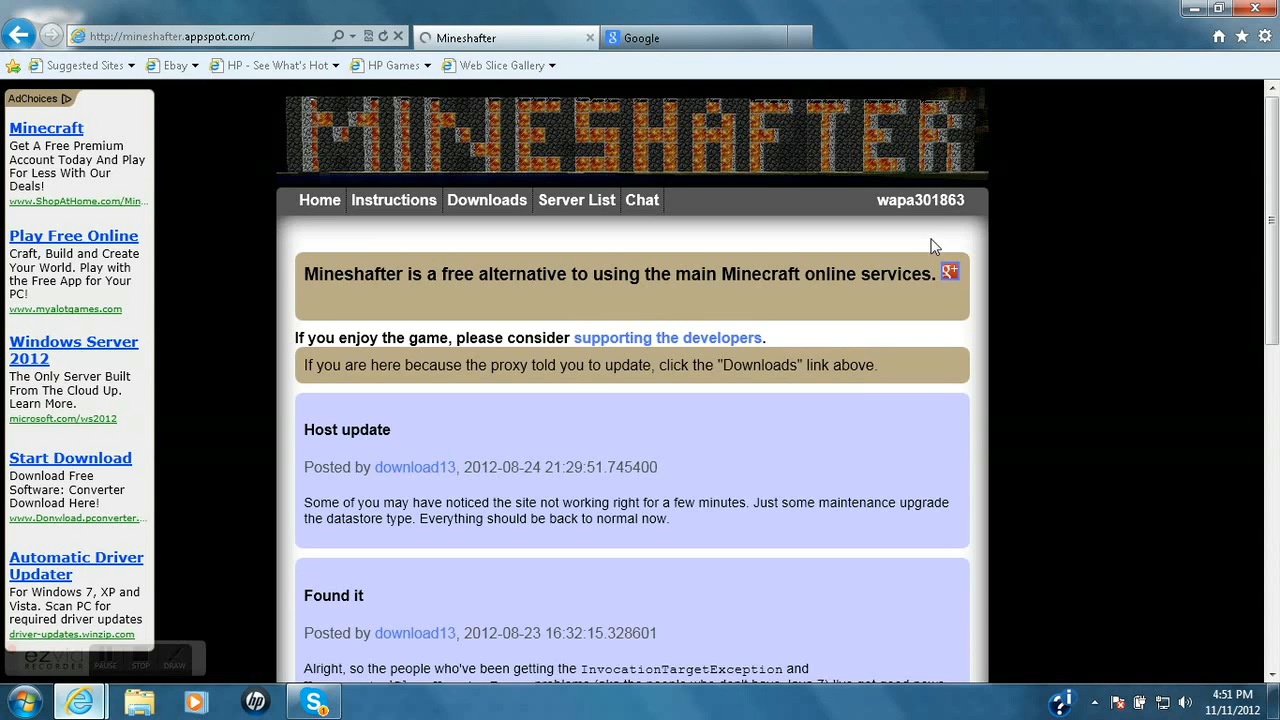 http://mineshafter.appspot.com/
Mineshafter
Google
Suggested Sites
Ebay
HP - See What's Hot
HP Games
Web Slice Gallery
AdChoices
Minecraft
Get A Free Premium
Account Today And Play
For Less With Our
Deals!
www.ShopAtHome.com/Min...
Play Free Online
Craft, Build and Create
Your World. Play with
the Free App for Your
PC!
www.myalotgames.com
Windows Server
2012
The Only Server Built
From The Cloud Up.
Learn More.
microsoft.com/ws2012
Start Download
Download Free
Software: Converter
Download Here!
www.Donwload.pconverter...
Automatic Driver
Updater
For Windows 7, XP and
Vista. Scan PC for
required driver updates
driver-updates.winzip.com
MINESHAFTER
Home Instructions Downloads Server List Chat wapa301863
Mineshafter is a free alternative to using the main Minecraft online services. g+
If you enjoy the game, please consider supporting the developers.
If you are here because the proxy told you to update, click the "Downloads" link above.
Host update
Posted by download13, 2012-08-24 21:29:51.745400
Some of you may have noticed the site not working right for a few minutes. Just some maintenance upgrade
the datastore type. Everything should be back to normal now.
Found it
Posted by download13, 2012-08-23 16:32:15.328601
Alright, so the people who've been getting the InvocationTargetException and
ezvid
RECORDER
PAUSE
STOP
DRAW
hp
4:51 PM
11/11/2012